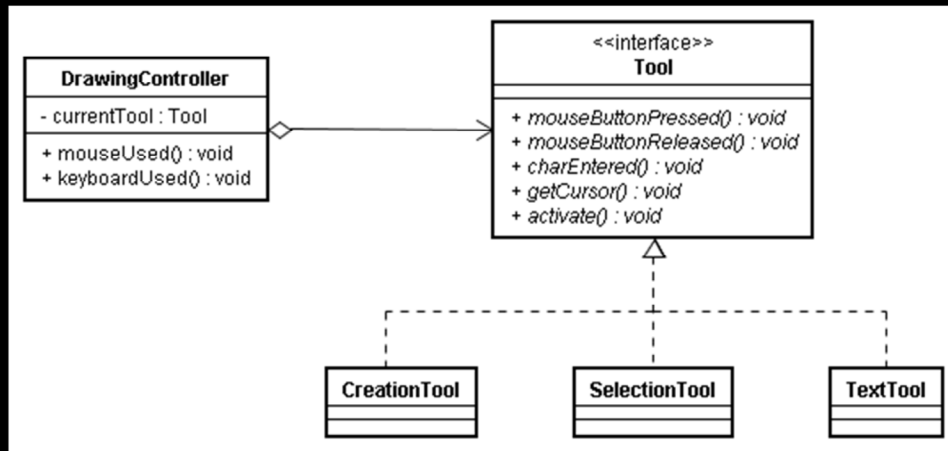 DrawingController
- currentTool : Tool
+ mouseUsed() : void
+ keyboardUsed() : void
<<interface>>
Tool
+ mouseButtonPressed() : void
+ mouseButtonReleased() : void
+ charEntered() : void
+ getCursor() : void
+ activate() : void
CreationTool
SelectionTool
TextTool